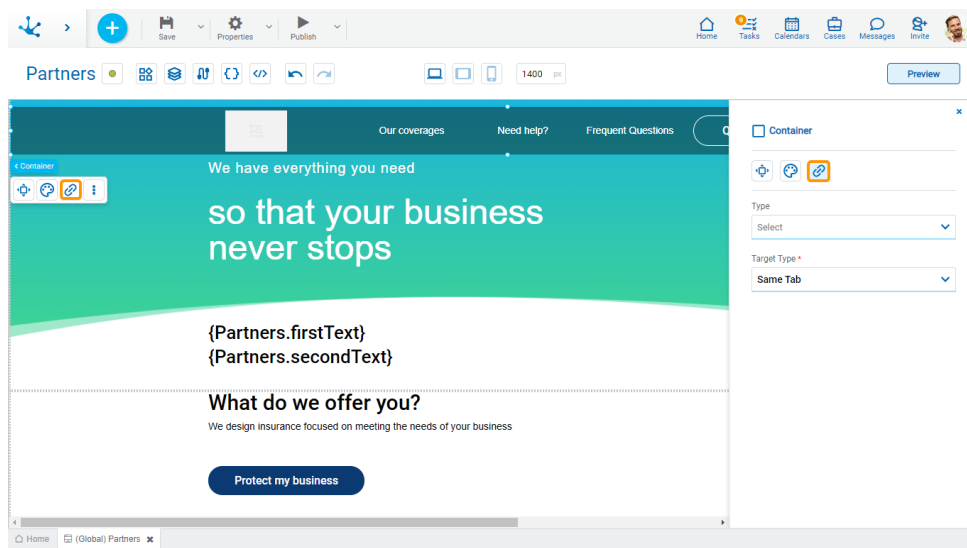 Save
Properties
Publish
Home
9
Tasks
Calendars
Cases
Messages
Invite
Partners
1400 px
Preview
Our coverages
Need help?
Frequent Questions
Container
We have everything you need
so that your business
never stops
{Partners.firstText}
{Partners.secondText}
What do we offer you?
We design insurance focused on meeting the needs of your business
Protect my business
Container
Type
Select
Target Type *
Same Tab
Home
(Global) Partners